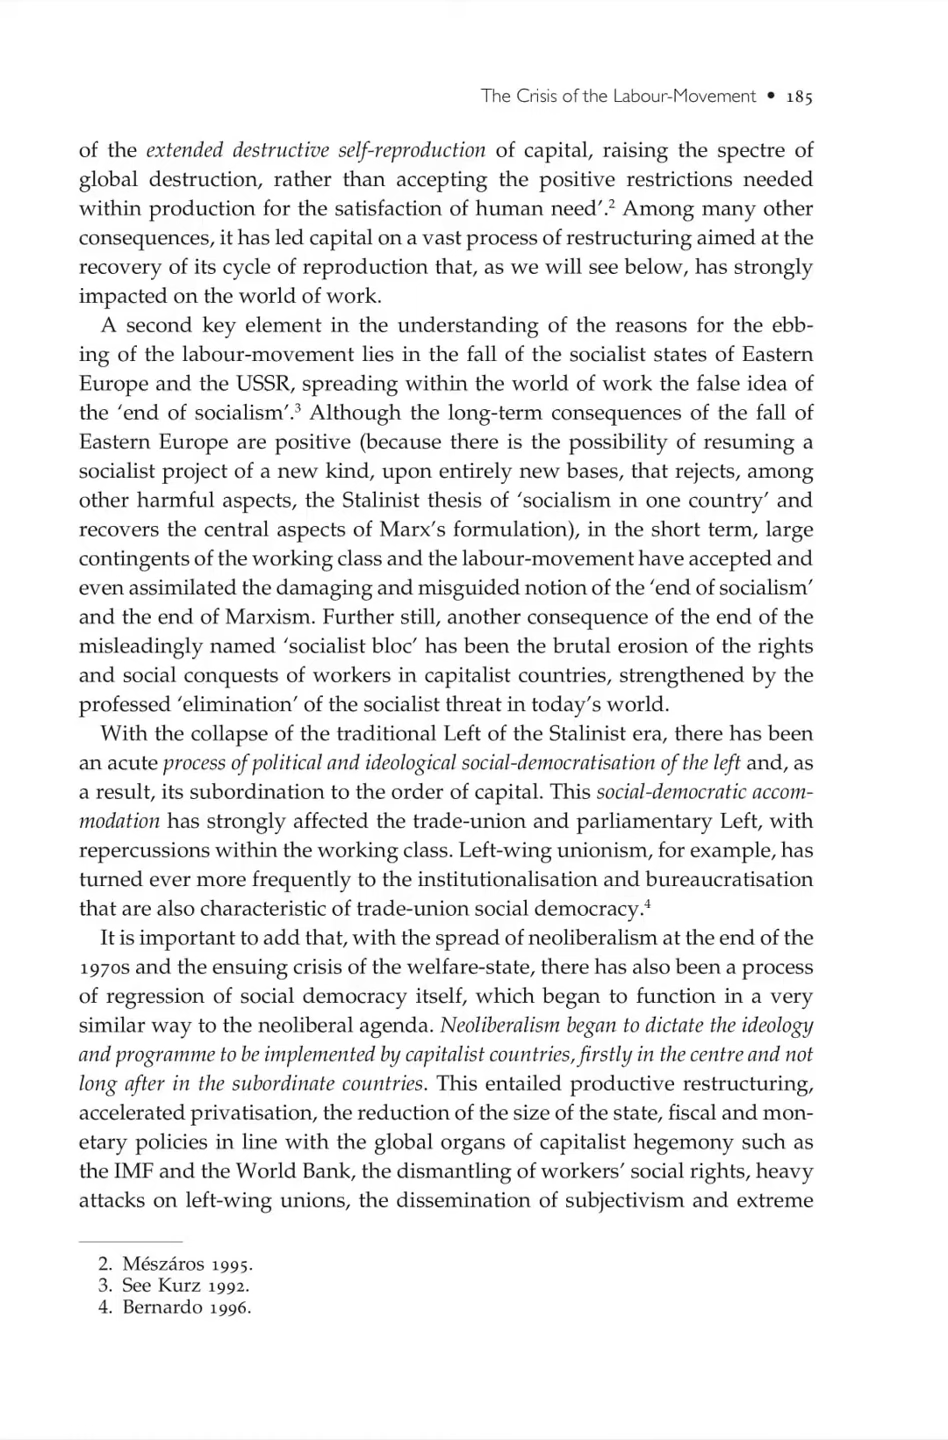 The Crisis of the Labour-Movement • 185
of the extended destructive self-reproduction of capital, raising the spectre of
global destruction, rather than accepting the positive restrictions needed
within production for the satisfaction of human need’.2 Among many other
consequences, it has led capital on a vast process of restructuring aimed at the
recovery of its cycle of reproduction that, as we will see below, has strongly
impacted on the world of work.
A second key element in the understanding of the reasons for the ebb-
ing of the labour-movement lies in the fall of the socialist states of Eastern
Europe and the USSR, spreading within the world of work the false idea of
the ‘end of socialism’.3 Although the long-term consequences of the fall of
Eastern Europe are positive (because there is the possibility of resuming a
socialist project of a new kind, upon entirely new bases, that rejects, among
other harmful aspects, the Stalinist thesis of ‘socialism in one country’ and
recovers the central aspects of Marx’s formulation), in the short term, large
contingents of the working class and the labour-movement have accepted and
even assimilated the damaging and misguided notion of the ‘end of socialism’
and the end of Marxism. Further still, another consequence of the end of the
misleadingly named ‘socialist bloc’ has been the brutal erosion of the rights
and social conquests of workers in capitalist countries, strengthened by the
professed ‘elimination’ of the socialist threat in today’s world.
With the collapse of the traditional Left of the Stalinist era, there has been
an acute process of political and ideological social-democratisation of the left and, as
a result, its subordination to the order of capital. This social-democratic accom-
modation has strongly affected the trade-union and parliamentary Left, with
repercussions within the working class. Left-wing unionism, for example, has
turned ever more frequently to the institutionalisation and bureaucratisation
that are also characteristic of trade-union social democracy.4
It is important to add that, with the spread of neoliberalism at the end of the
1970s and the ensuing crisis of the welfare-state, there has also been a process
of regression of social democracy itself, which began to function in a very
similar way to the neoliberal agenda. Neoliberalism began to dictate the ideology
and programme to be implemented by capitalist countries, firstly in the centre and not
long after in the subordinate countries. This entailed productive restructuring,
accelerated privatisation, the reduction of the size of the state, fiscal and mon-
etary policies in line with the global organs of capitalist hegemony such as
the IMF and the World Bank, the dismantling of workers’ social rights, heavy
attacks on left-wing unions, the dissemination of subjectivism and extreme
2. Mészáros 1995.
3. See Kurz 1992.
4. Bernardo 1996.